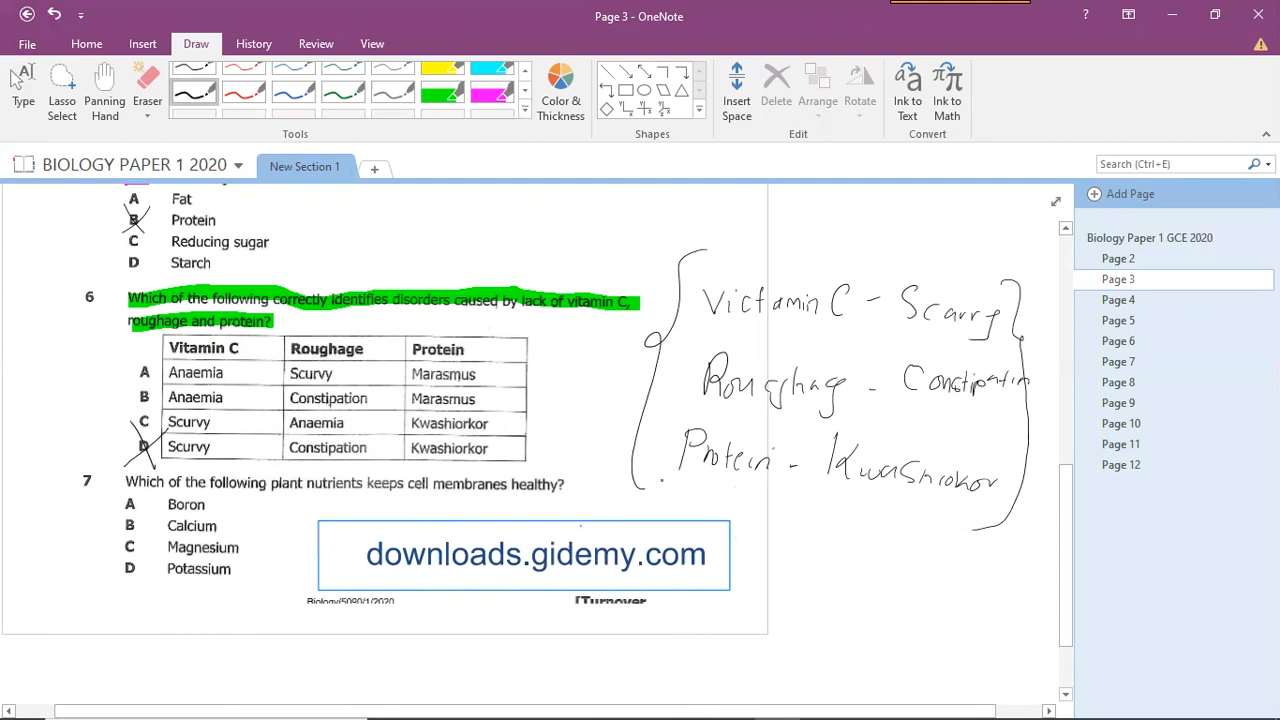 Page 3 - OneNote
File Home Insert Draw History Review View
Type
Lasso Select
Panning Hand
Eraser
Color & Thickness
Insert Space
Delete
Arrange
Rotate
Ink to Text
Ink to Math
Tools
Shapes
Edit
Convert
BIOLOGY PAPER 1 2020
New Section 1
Search (Ctrl+E)
Add Page
Biology Paper 1 GCE 2020
Page 2
Page 3
Page 4
Page 5
Page 6
Page 7
Page 8
Page 9
Page 10
Page 11
Page 12
A Fat
B Protein
C Reducing sugar
D Starch
6 Which of the following correctly identifies disorders caused by lack of vitamin C,
roughage and protein?
Vitamin C Roughage Protein
A Anaemia Scurvy Marasmus
B Anaemia Constipation Marasmus
C Scurvy Anaemia Kwashiorkor
D Scurvy Constipation Kwashiorkor
7 Which of the following plant nutrients keeps cell membranes healthy?
A Boron
B Calcium
C Magnesium
D Potassium
downloads.gidemy.com
Biology/5090/1/2020
[Turnover
Victamin C - Scarry
Roughage - Constipation
Protein - Kwashiokor